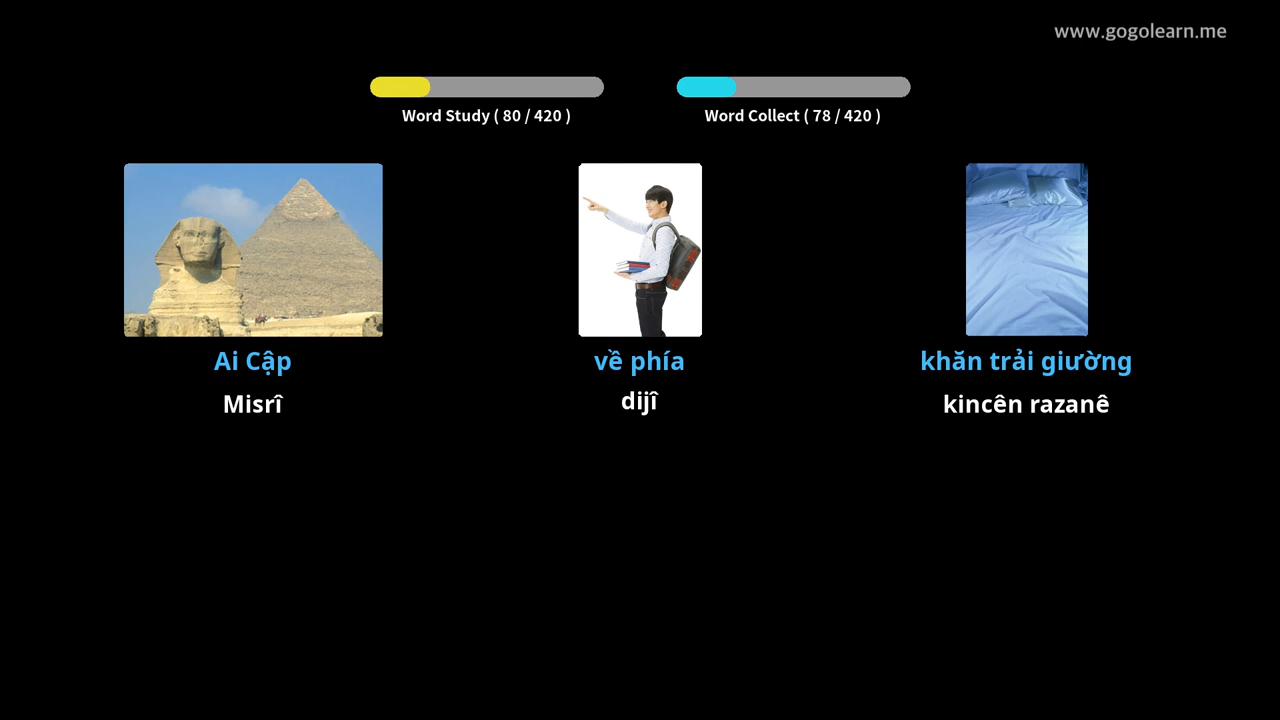 www.gogolearn.me
Word Study ( 80 / 420 )
Word Collect ( 78 / 420 )
Ai Cập
Misrî
về phía
dijî
khăn trải giường
kincên razanê